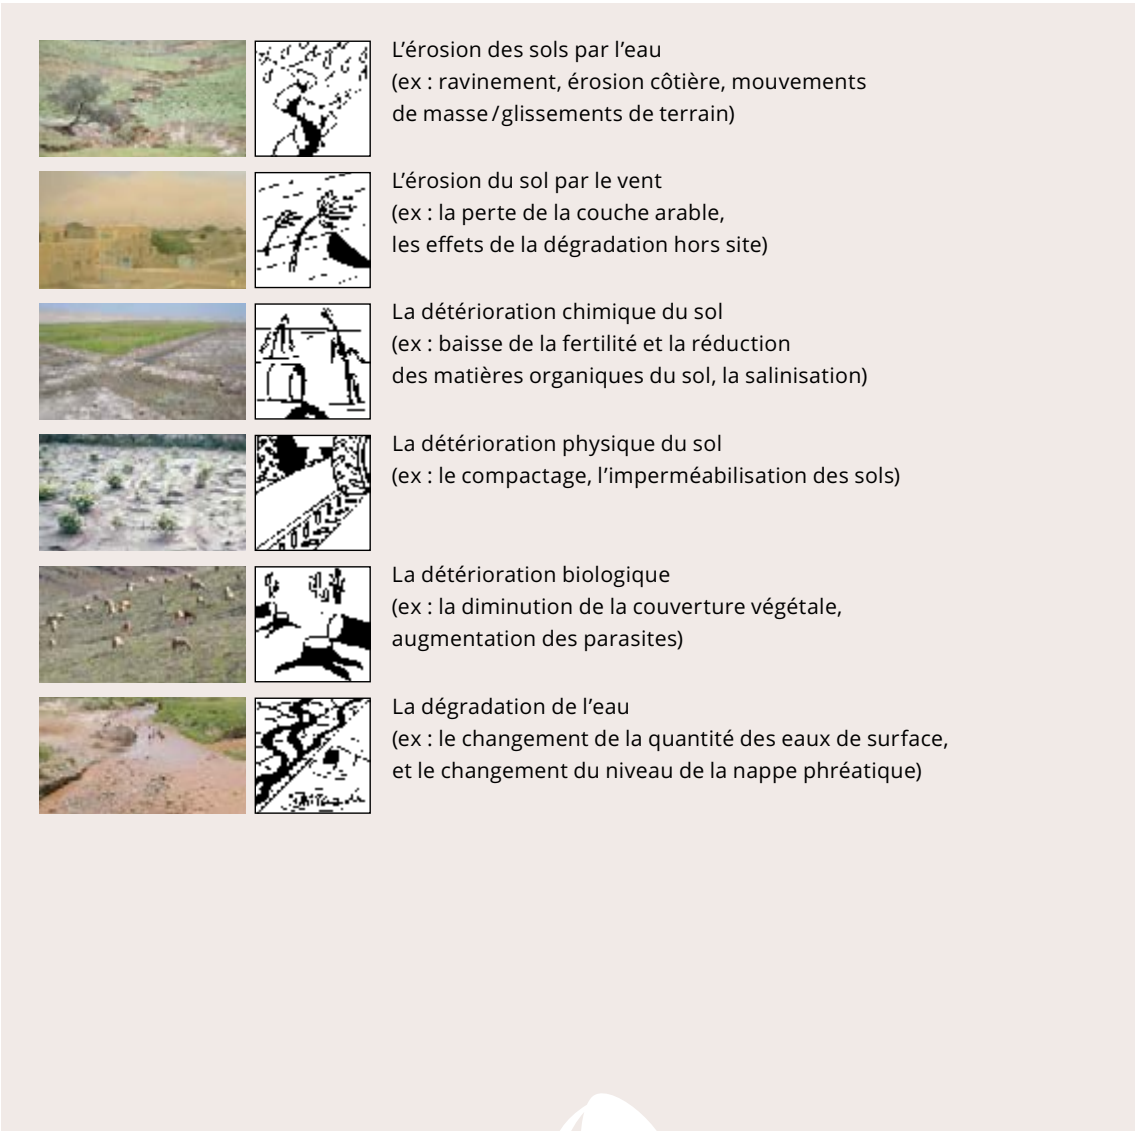 L’érosion des sols par l’eau
(ex : ravinement, érosion côtière, mouvements
de masse / glissements de terrain)
L’érosion du sol par le vent
(ex : la perte de la couche arable,
les effets de la dégradation hors site)
La détérioration chimique du sol
(ex : baisse de la fertilité et la réduction
des matières organiques du sol, la salinisation)
La détérioration physique du sol
(ex : le compactage, l’imperméabilisation des sols)
La détérioration biologique
(ex : la diminution de la couverture végétale,
augmentation des parasites)
La dégradation de l’eau
(ex : le changement de la quantité des eaux de surface,
et le changement du niveau de la nappe phréatique)